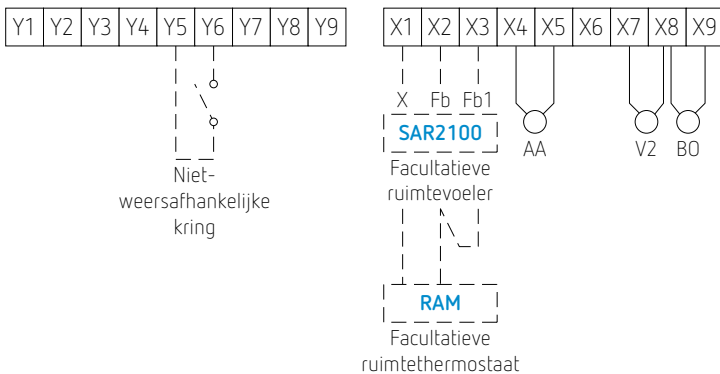 Y1 Y2 Y3 Y4 Y5 Y6 Y7 Y8 Y9
X1 X2 X3 X4 X5 X6 X7 X8 X9
X Fb Fb1
SAR2100
AA
V2
BO
Niet-
weersafhankelijke
kring
Facultatieve
ruimtevoeler
RAM
Facultatieve
ruimtethermostaat